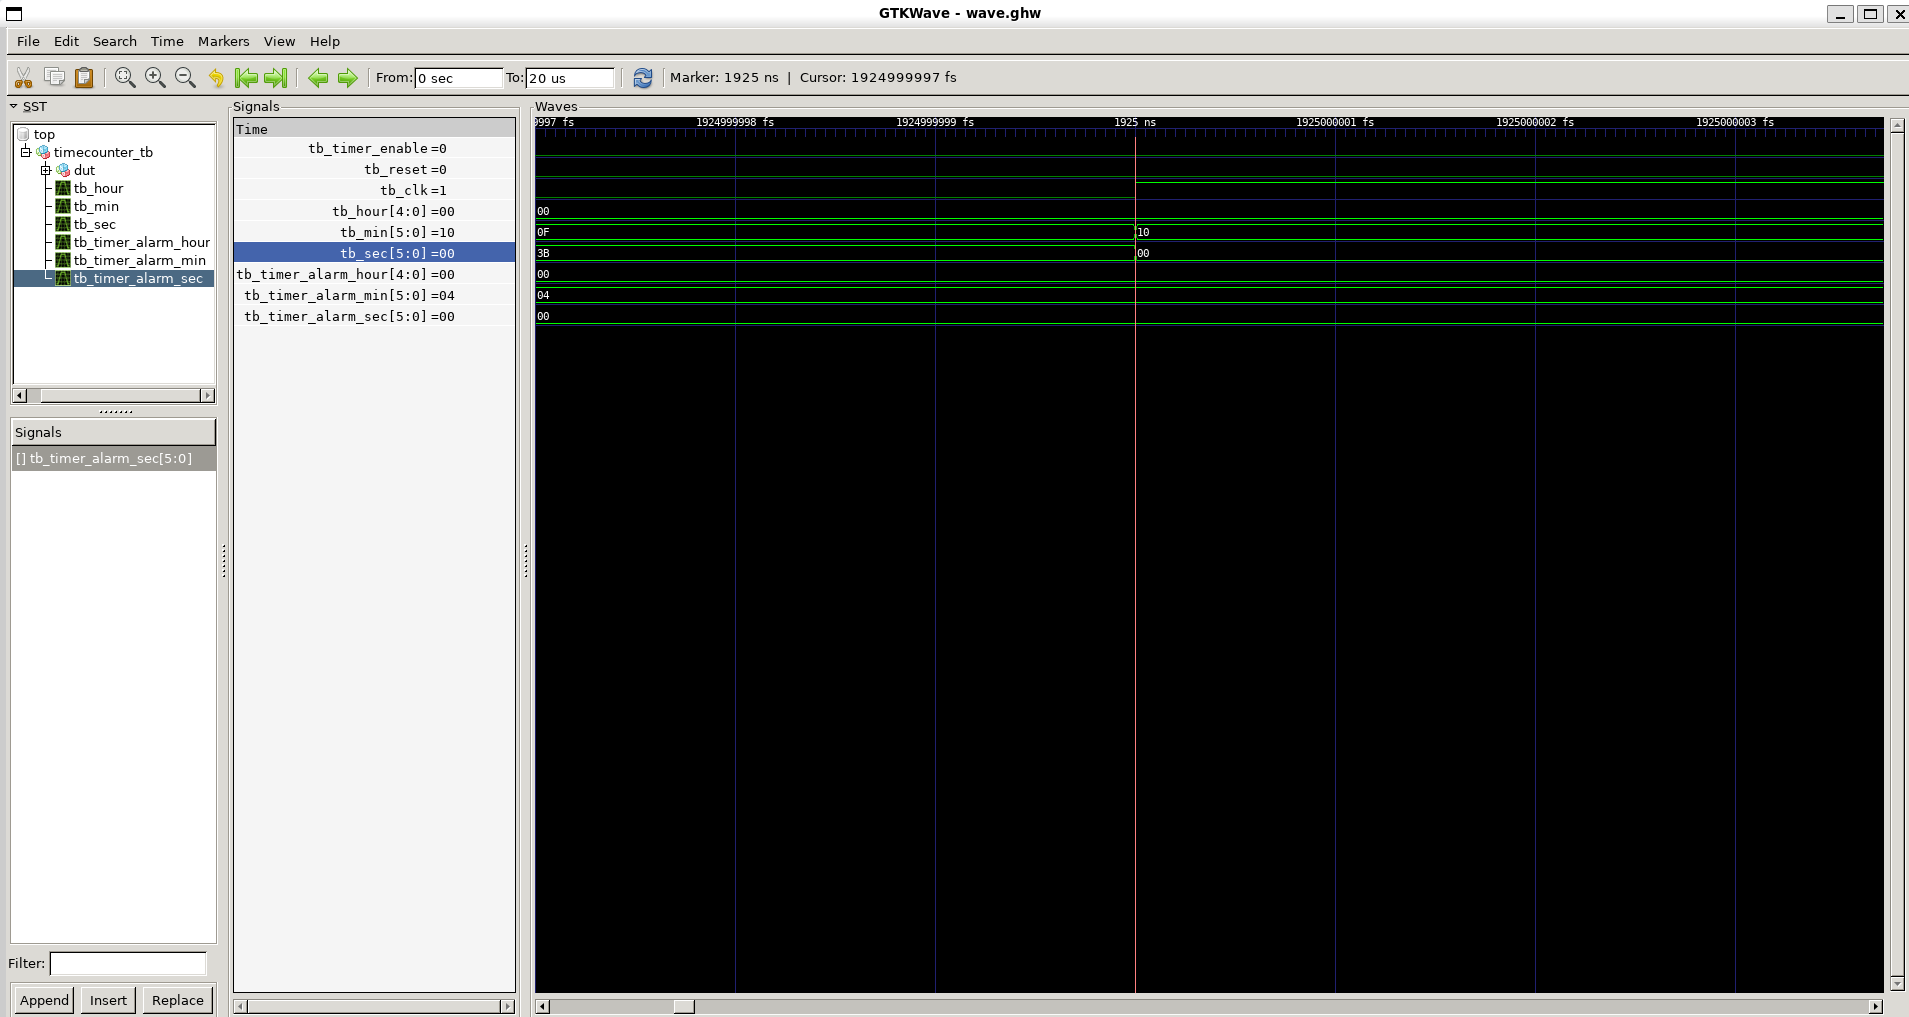 GTKWave - wave.ghw
File Edit Search Time Markers View Help
From: 0 sec To: 20 us Marker: 1925 ns | Cursor: 1924999997 fs
SST
top
timecounter_tb
dut
tb_hour
tb_min
tb_sec
tb_timer_alarm_hour
tb_timer_alarm_min
tb_timer_alarm_sec
Signals
[] tb_timer_alarm_sec[5:0]
Filter:
Append Insert Replace
Signals
Time
tb_timer_enable =0
tb_reset =0
tb_clk =1
tb_hour[4:0] =00
tb_min[5:0] =10
tb_sec[5:0] =00
tb_timer_alarm_hour[4:0] =00
tb_timer_alarm_min[5:0] =04
tb_timer_alarm_sec[5:0] =00
Waves
9997 fs 1924999998 fs 1924999999 fs 1925 ns 1925000001 fs 1925000002 fs 1925000003 fs
00
0F 10
3B 00
00
04
00